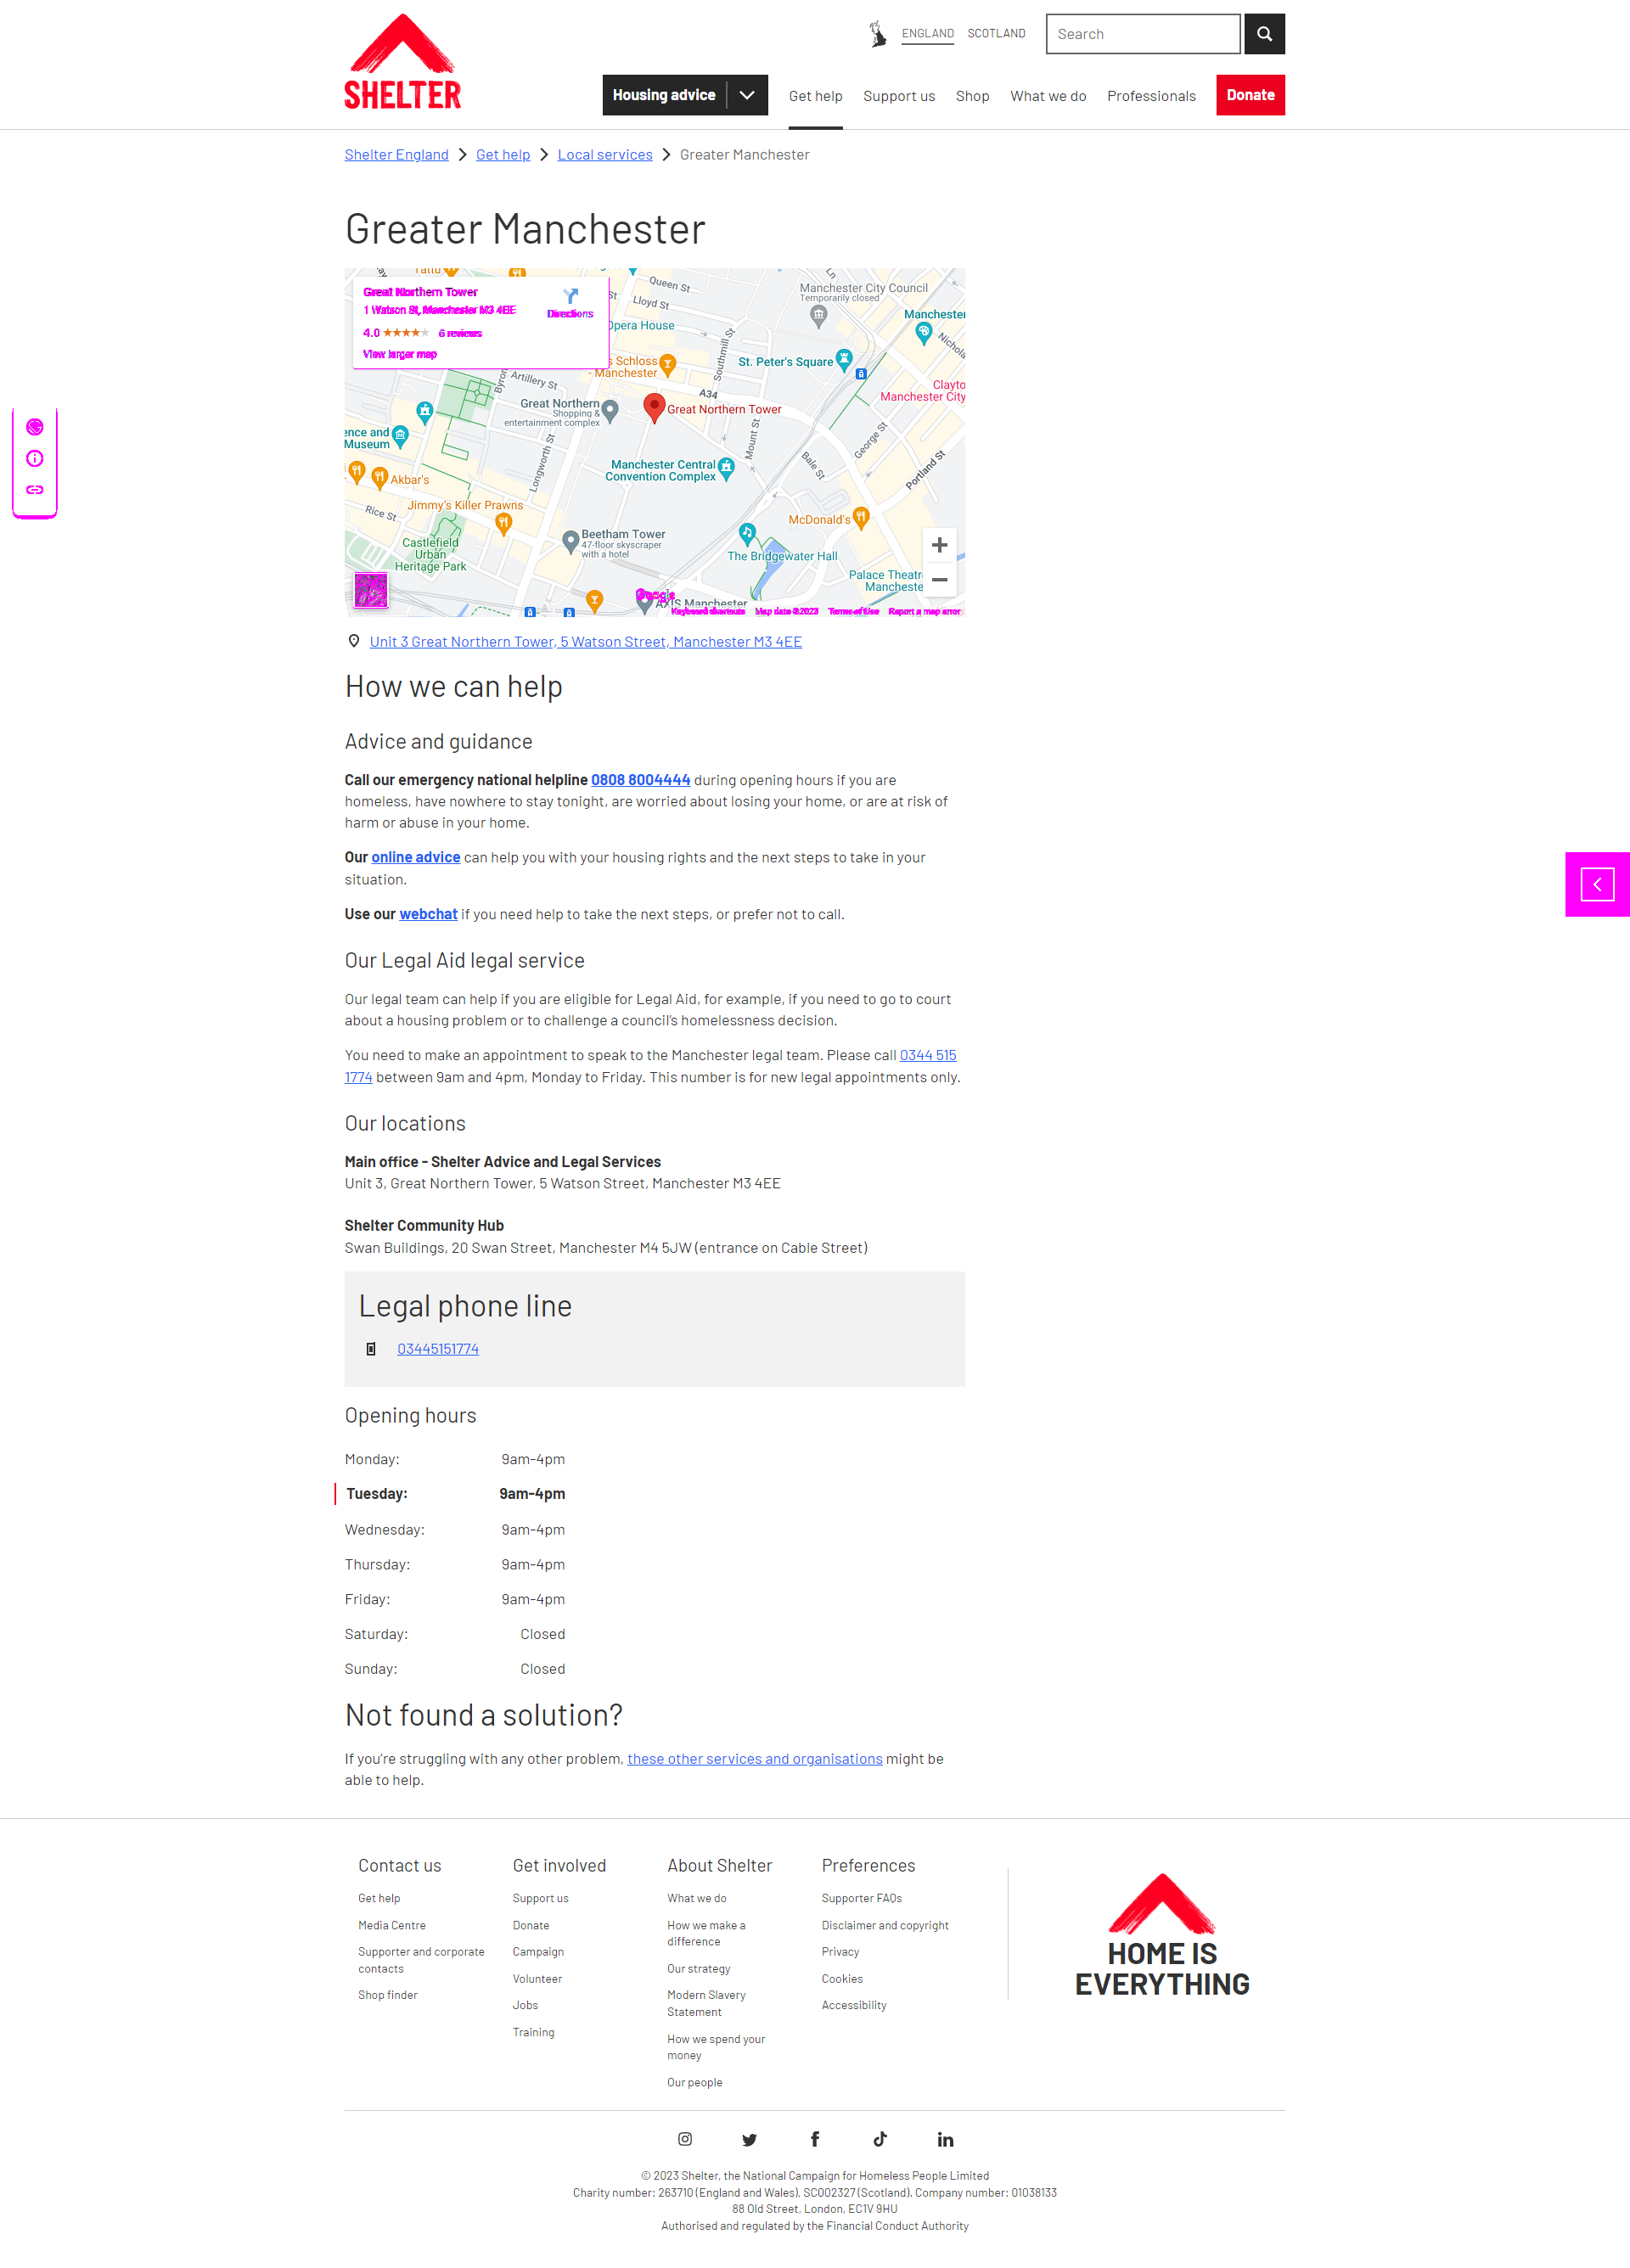 SHELTER
ENGLAND SCOTLAND
Search
Housing advice
Get help
Support us
Shop
What we do
Professionals
Donate
Shelter England
Get help
Local services
Greater Manchester
Greater Manchester
Great Northern Tower
Directions
4.0
6 reviews
View larger map
Queen St
Lloyd St
Opera House
Manchester City Council
Temporarily closed
Southmill St
St. Peter's Square
Artillery St
A34
Great Northern
Shopping &
entertainment complex
Great Northern Tower
Longworth St
Mount St
Manchester Central
Convention Complex
Bale St
George St
Portland St
Akbar's
Jimmy's Killer Prawns
Rice St
McDonald's
Beetham Tower
47-floor skyscraper
with a hotel
Castlefield
Urban
Heritage Park
The Bridgewater Hall
Google
Keyboard shortcuts
Terms of Use
Report a map error
Unit 3 Great Northern Tower, 5 Watson Street, Manchester M3 4EE
How we can help
Advice and guidance
Call our emergency national helpline 0808 8004444 during opening hours if you are
homeless, have nowhere to stay tonight, are worried about losing your home, or are at risk of
harm or abuse in your home.
Our online advice can help you with your housing rights and the next steps to take in your
situation.
Use our webchat if you need help to take the next steps, or prefer not to call.
Our Legal Aid legal service
Our legal team can help if you are eligible for Legal Aid, for example, if you need to go to court
about a housing problem or to challenge a council's homelessness decision.
You need to make an appointment to speak to the Manchester legal team. Please call 0344 515
1774 between 9am and 4pm, Monday to Friday. This number is for new legal appointments only.
Our locations
Main office - Shelter Advice and Legal Services
Unit 3, Great Northern Tower, 5 Watson Street, Manchester M3 4EE
Shelter Community Hub
Swan Buildings, 20 Swan Street, Manchester M4 5JW (entrance on Cable Street)
Legal phone line
03445151774
Opening hours
Monday: 9am-4pm
Tuesday: 9am-4pm
Wednesday: 9am-4pm
Thursday: 9am-4pm
Friday: 9am-4pm
Saturday: Closed
Sunday: Closed
Not found a solution?
If you're struggling with any other problem, these other services and organisations might be
able to help.
Contact us
Get help
Media Centre
Supporter and corporate
contacts
Shop finder
Get involved
Support us
Donate
Campaign
Volunteer
Jobs
Training
About Shelter
What we do
How we make a
difference
Our strategy
Modern Slavery
Statement
How we spend your
money
Our people
Preferences
Supporter FAQs
Disclaimer and copyright
Privacy
Cookies
Accessibility
HOME IS
EVERYTHING
© 2023 Shelter, the National Campaign for Homeless People Limited
Charity number: 263710 (England and Wales), SC002327 (Scotland). Company number: 01038133
88 Old Street, London, EC1V 9HU
Authorised and regulated by the Financial Conduct Authority